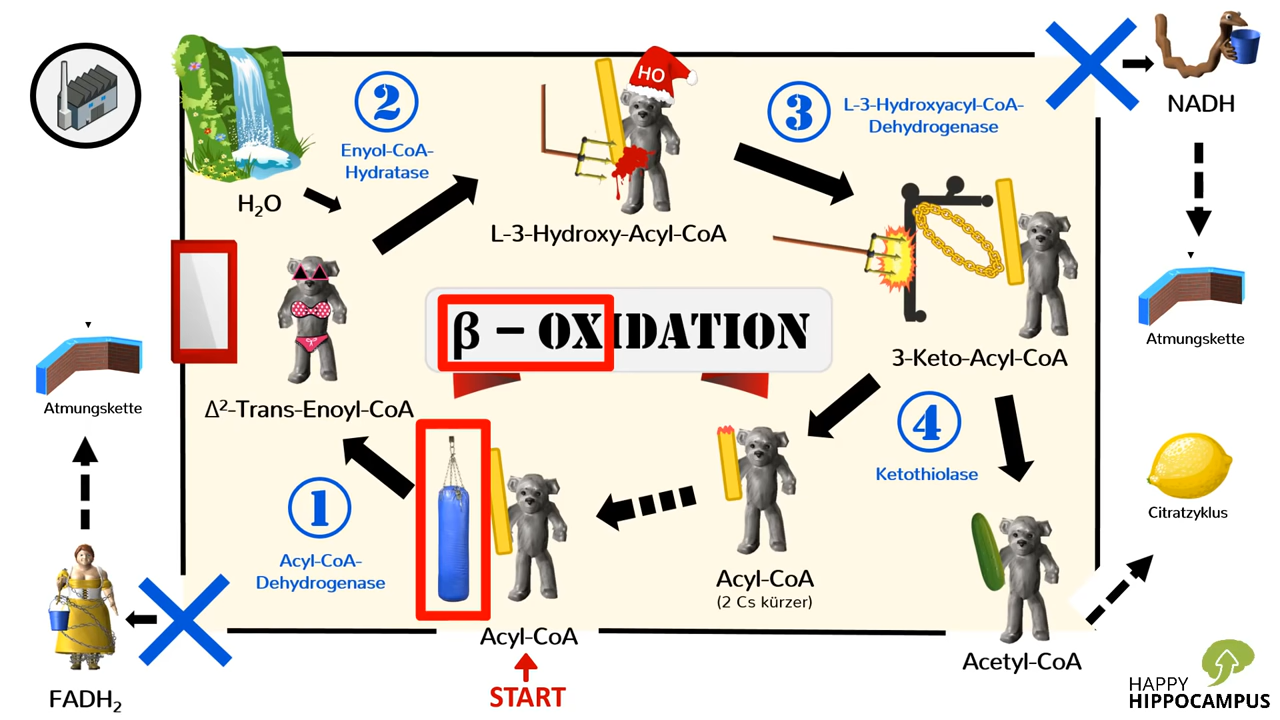 2
Enyol-CoA-
Hydratase
H₂O
HO
L-3-Hydroxy-Acyl-CoA
3
L-3-Hydroxyacyl-CoA-
Dehydrogenase
NADH
Atmungskette
3-Keto-Acyl-CoA
β – OXIDATION
Δ²-Trans-Enoyl-CoA
Atmungskette
4
Ketothiolase
Citratzyklus
1
Acyl-CoA-
Dehydrogenase
Acyl-CoA
(2 Cs kürzer)
Acyl-CoA
START
Acetyl-CoA
FADH₂
HAPPY
HIPPOCAMPUS